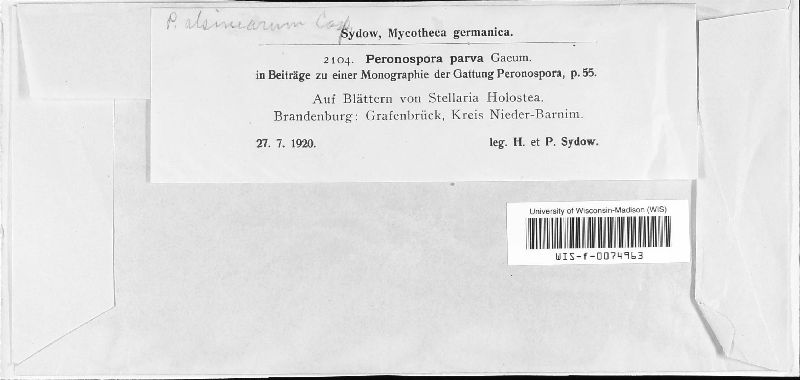 P. alsinearum Casp
Sydow, Mycotheca germanica.
2104. Peronospora parva Gaeum.
in Beiträge zu einer Monographie der Gattung Peronospora, p. 55.
Auf Blättern von Stellaria Holostea.
Brandenburg: Grafenbrück, Kreis Nieder-Barnim.
27. 7. 1920. leg. H. et P. Sydow.
University of Wisconsin-Madison (WIS)
WIS-f-0074963